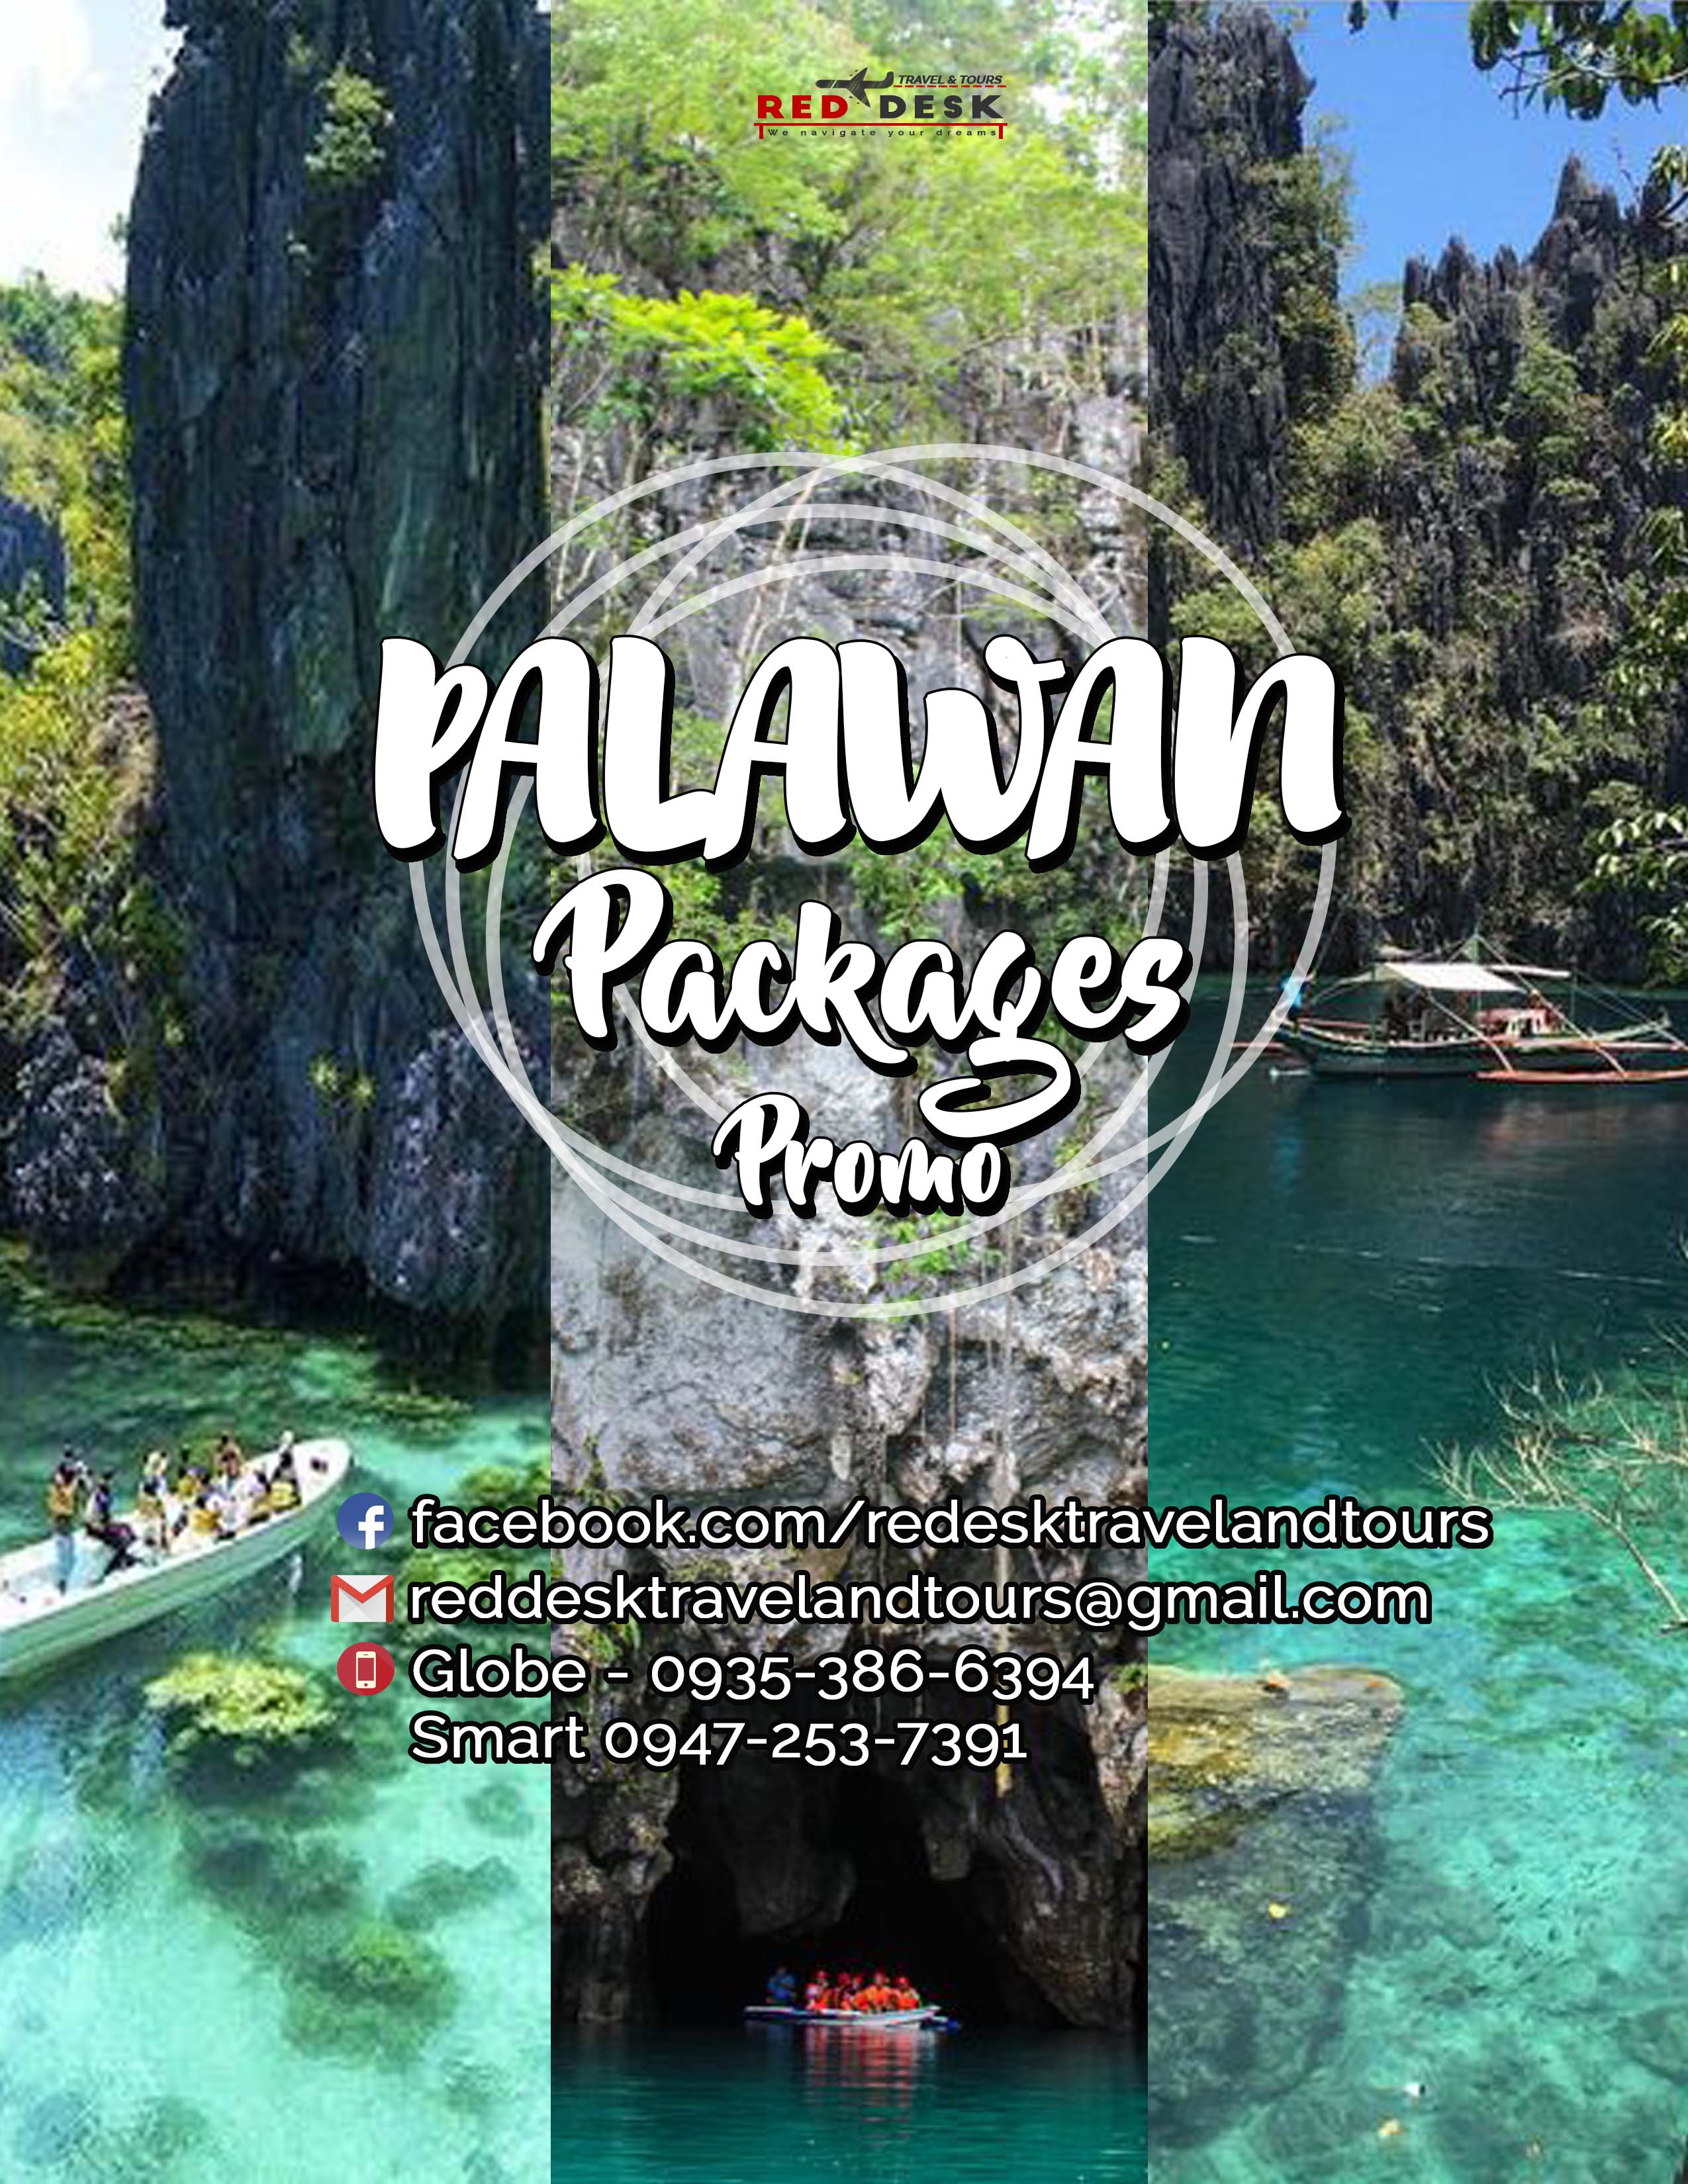 TRAVEL & TOURS
RED DESK
We navigate your dreams
PALAWAN
Packages
Promo
facebook.com/redesktravelandtours
reddesktravelandtours@gmail.com
Globe - 0935-386-6394
Smart 0947-253-7391